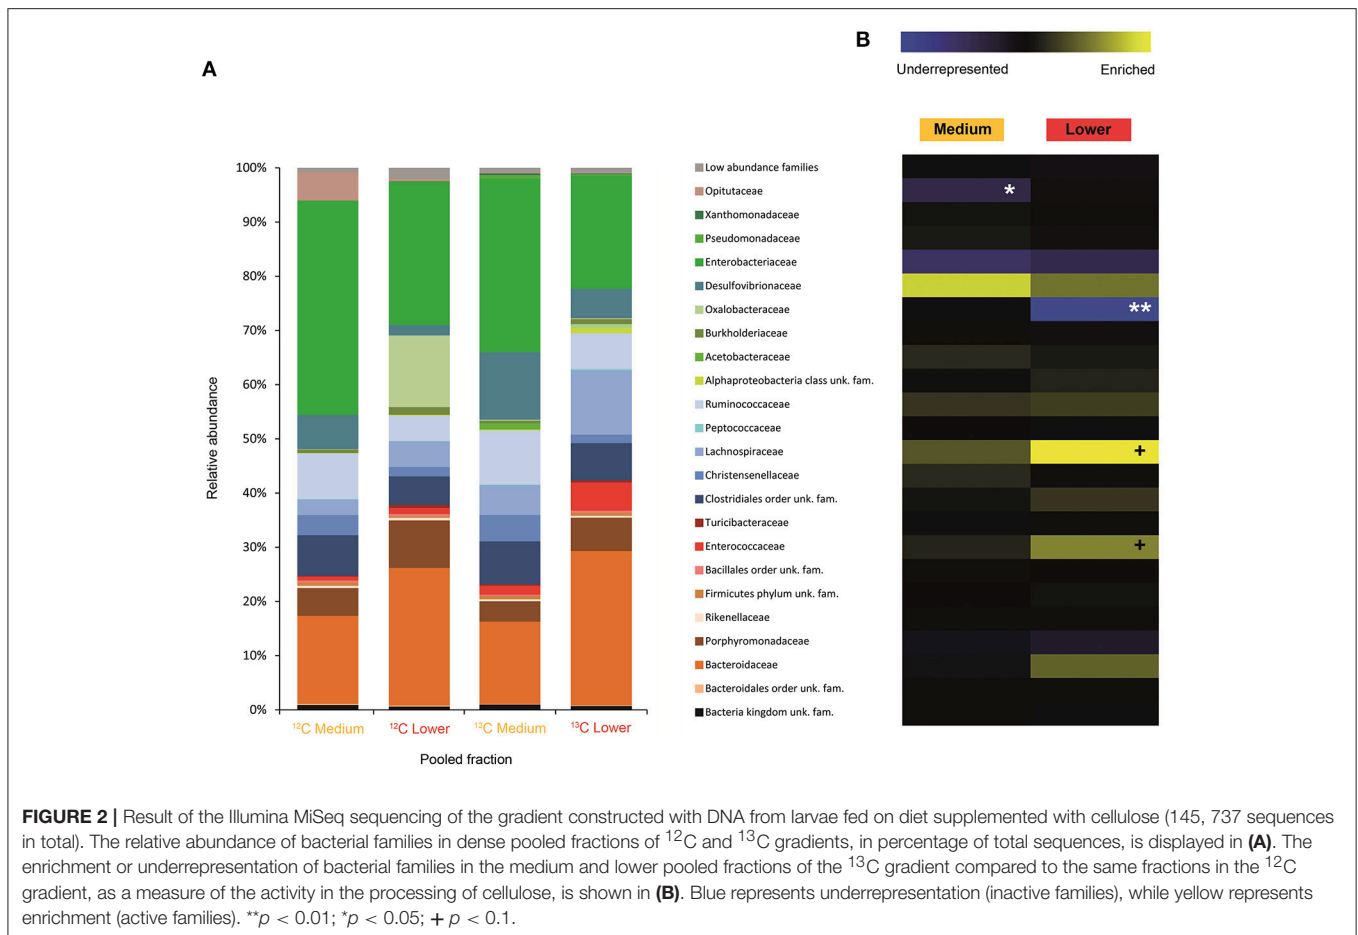 B
Underrepresented Enriched
A
Medium Lower
100%
90%
80%
70%
60%
50%
40%
30%
20%
10%
0%
Relative abundance
¹²C Medium ¹²C Lower ¹³C Medium ¹³C Lower
Pooled fraction
Low abundance families
Opitutaceae
Xanthomonadaceae
Pseudomonadaceae
Enterobacteriaceae
Desulfovibrionaceae
Oxalobacteraceae
Burkholderiaceae
Acetobacteraceae
Alphaproteobacteria class unk. fam.
Ruminococcaceae
Peptococcaceae
Lachnospiraceae
Christensenellaceae
Clostridiales order unk. fam.
Turicibacteraceae
Enterococcaceae
Bacillales order unk. fam.
Firmicutes phylum unk. fam.
Rikenellaceae
Porphyromonadaceae
Bacteroidaceae
Bacteroidales order unk. fam.
Bacteria kingdom unk. fam.
*
**
+
+
FIGURE 2 | Result of the Illumina MiSeq sequencing of the gradient constructed with DNA from larvae fed on diet supplemented with cellulose (145, 737 sequences
in total). The relative abundance of bacterial families in dense pooled fractions of ¹²C and ¹³C gradients, in percentage of total sequences, is displayed in (A). The
enrichment or underrepresentation of bacterial families in the medium and lower pooled fractions of the ¹³C gradient compared to the same fractions in the ¹²C
gradient, as a measure of the activity in the processing of cellulose, is shown in (B). Blue represents underrepresentation (inactive families), while yellow represents
enrichment (active families). **p < 0.01; *p < 0.05; + p < 0.1.